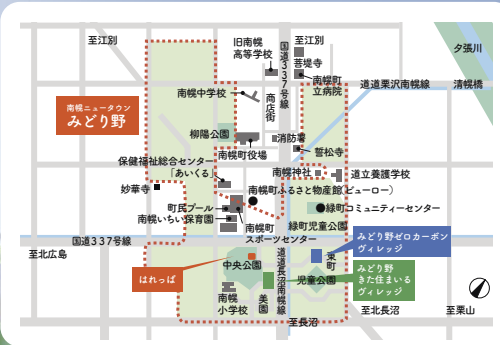 至江別
旧南幌
高等学校
国道337号線
至江別
菩提寺
南幌町
立病院
夕張川
道道栗沢南幌線
清幌橋
南幌中学校
商店街
南幌ニュータウン
みどり野
柳陽公園
消防署
南幌町役場
誓松寺
保健福祉総合センター
「あいくる」
南幌神社
道立養護学校
妙華寺
南幌町ふるさと物産館(ビューロー)
町民プール
緑町コミュニティーセンター
南幌いちい保育園
南幌町
スポーツセンター
緑町児童公園
国道337号線
至北広島
みどり野ゼロカーボン
ヴィレッジ
東町
はれっぱ
中央公園
道道長沼南幌線
児童公園
みどり野
きた住まいる
ヴィレッジ
美園
南幌
小学校
至長沼
至北長沼
至栗山